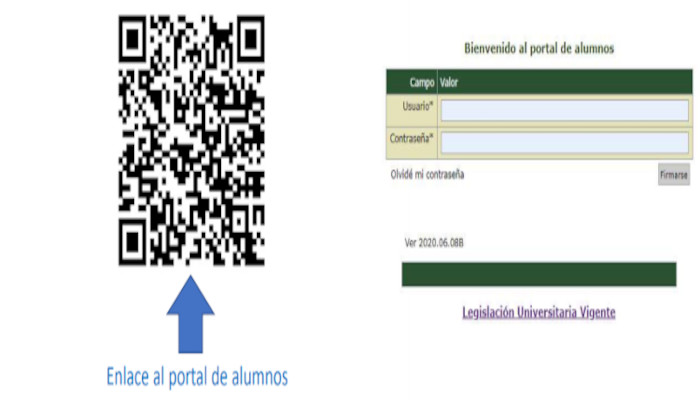 Enlace al portal de alumnos
Bienvenido al portal de alumnos
Campo Valor
Usuario*
Contraseña*
Olvidé mi contraseña
Firmarse
Ver 2020.06.08B
Legislación Universitaria Vigente